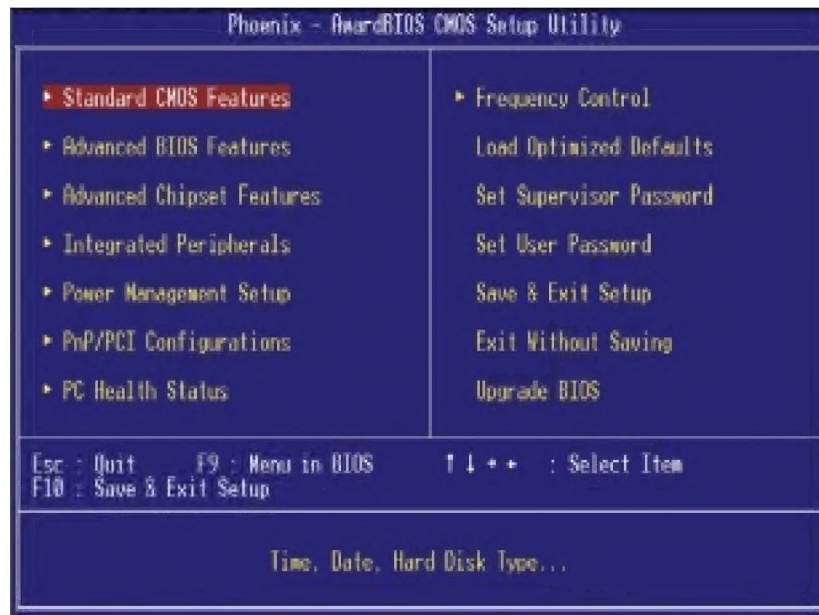 Phoenix - AwardBIOS CMOS Setup Utility
▸ Standard CMOS Features
▸ Advanced BIOS Features
▸ Advanced Chipset Features
▸ Integrated Peripherals
▸ Power Management Setup
▸ PnP/PCI Configurations
▸ PC Health Status
▸ Frequency Control
Load Optimized Defaults
Set Supervisor Password
Set User Password
Save & Exit Setup
Exit Without Saving
Upgrade BIOS
Esc : Quit F9 : Menu in BIOS ↑ ↓ → ← : Select Item
F10 : Save & Exit Setup
Time, Date, Hard Disk Type...